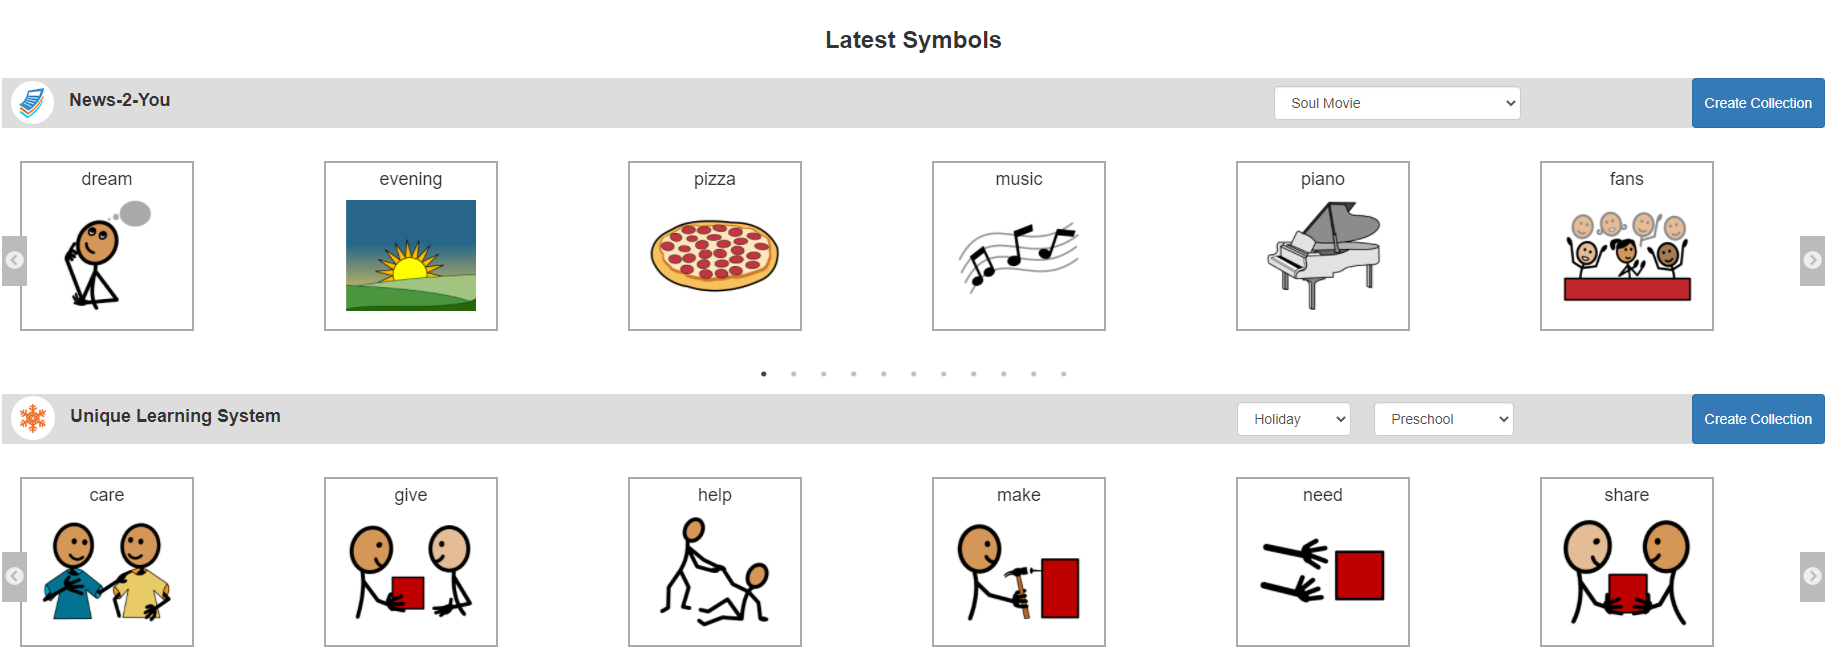 Latest Symbols
News-2-You
Soul Movie
Create Collection
dream
evening
pizza
music
piano
fans
Unique Learning System
Holiday
Preschool
Create Collection
care
give
help
make
need
share